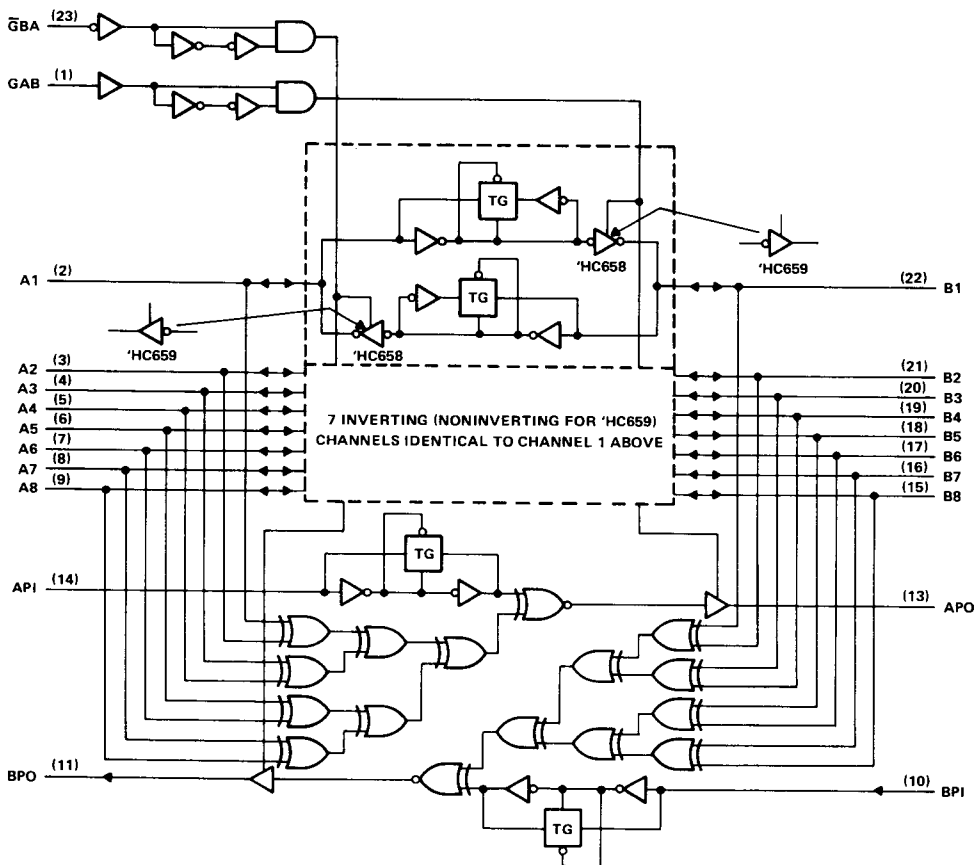 G̅BA (23)
GAB (1)
TG
'HC658
'HC659
A1 (2)
(22) B1
TG
'HC659
'HC658
A2 (3)
A3 (4)
A4 (5)
A5 (6)
A6 (7)
A7 (8)
A8 (9)
7 INVERTING (NONINVERTING FOR 'HC659)
CHANNELS IDENTICAL TO CHANNEL 1 ABOVE
(21) B2
(20) B3
(19) B4
(18) B5
(17) B6
(16) B7
(15) B8
TG
API (14)
(13) APO
BPO (11)
(10) BPI
TG